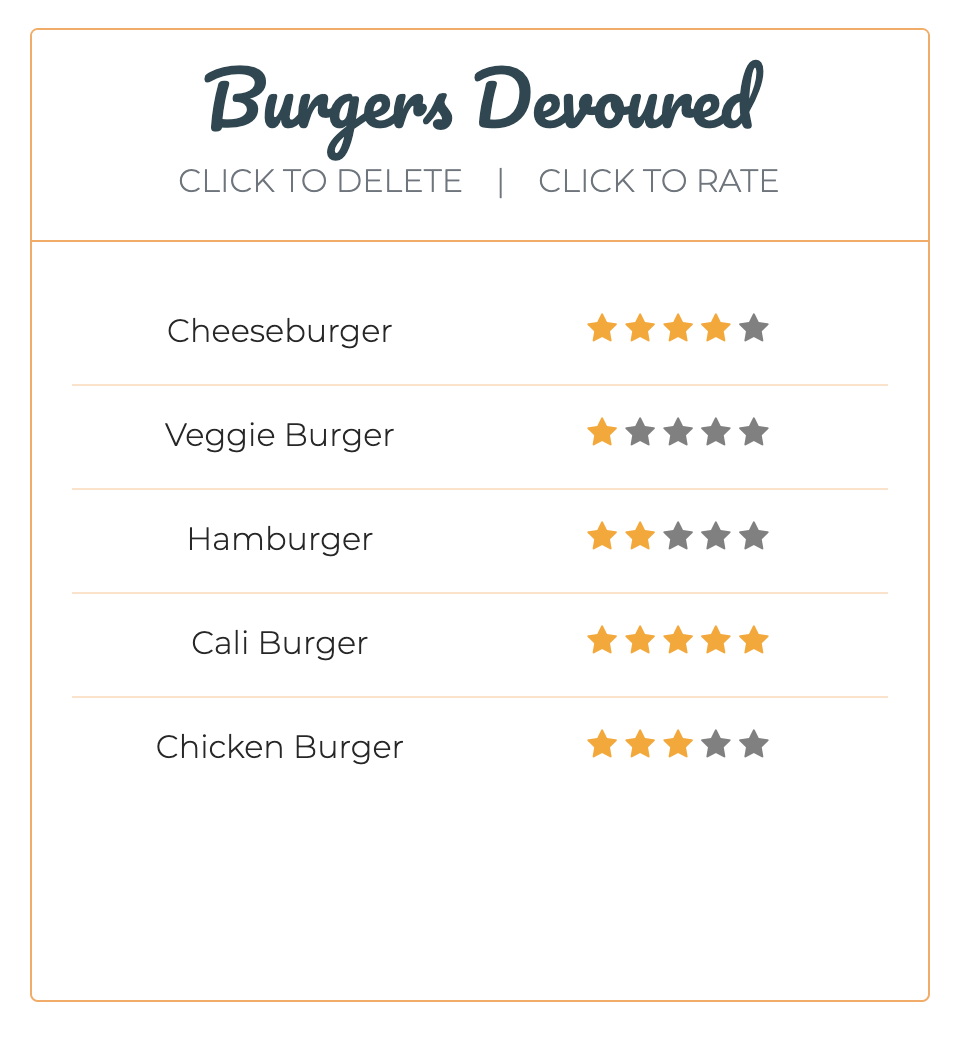 Burgers Devoured
CLICK TO DELETE | CLICK TO RATE
Cheeseburger
Veggie Burger
Hamburger
Cali Burger
Chicken Burger